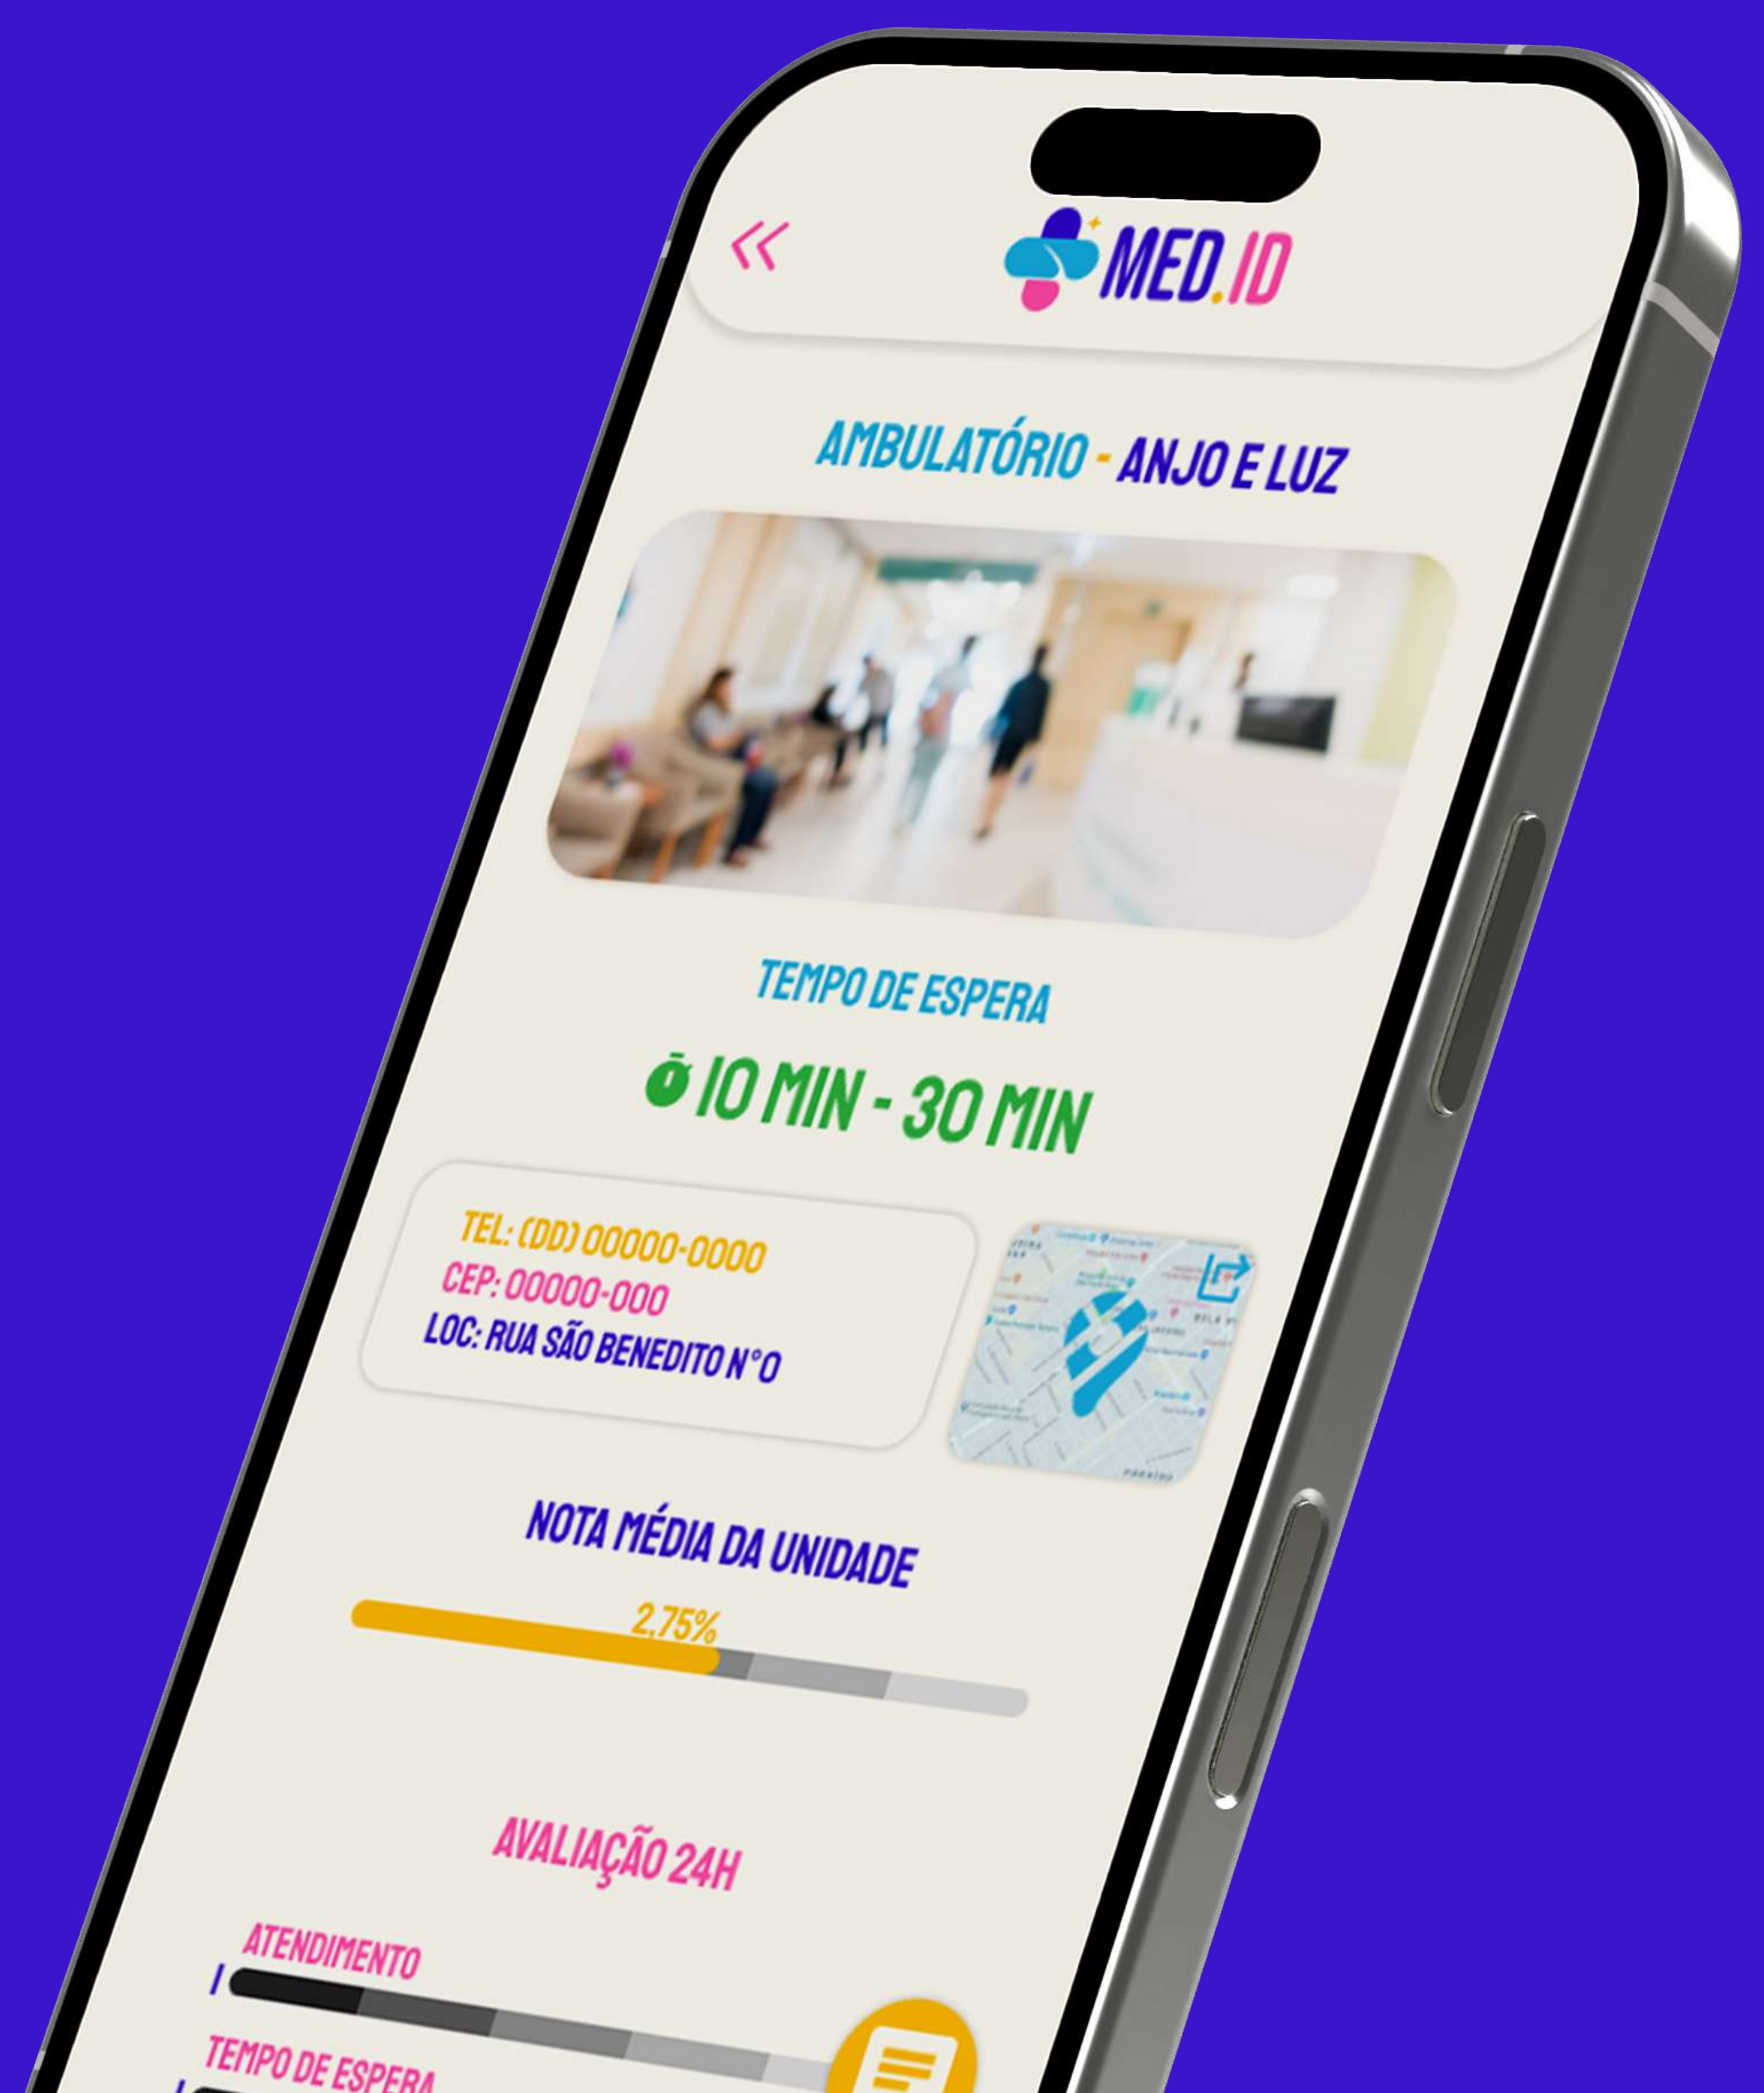 MED.ID
AMBULATÓRIO - ANJO E LUZ
TEMPO DE ESPERA
10 MIN - 30 MIN
TEL: (DD) 00000-0000
CEP: 00000-000
LOC: RUA SÃO BENEDITO N°0
NOTA MÉDIA DA UNIDADE
2,75%
AVALIAÇÃO 24H
ATENDIMENTO
1
TEMPO DE ESPERA